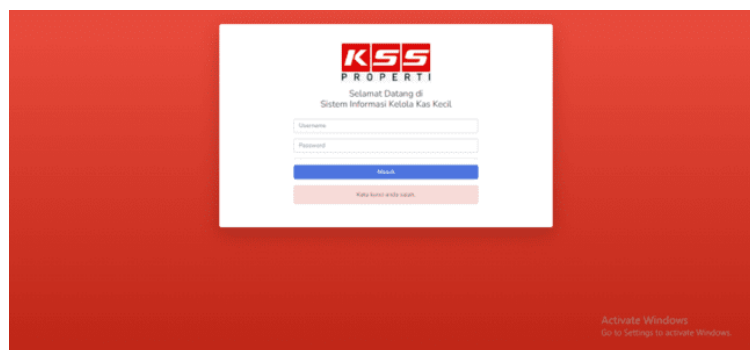 KSS
PROPERTI
Selamat Datang di
Sistem Informasi Kelola Kas Kecil
Username
Password
Masuk
Kata kunci anda salah.
Activate Windows
Go to Settings to activate Windows.